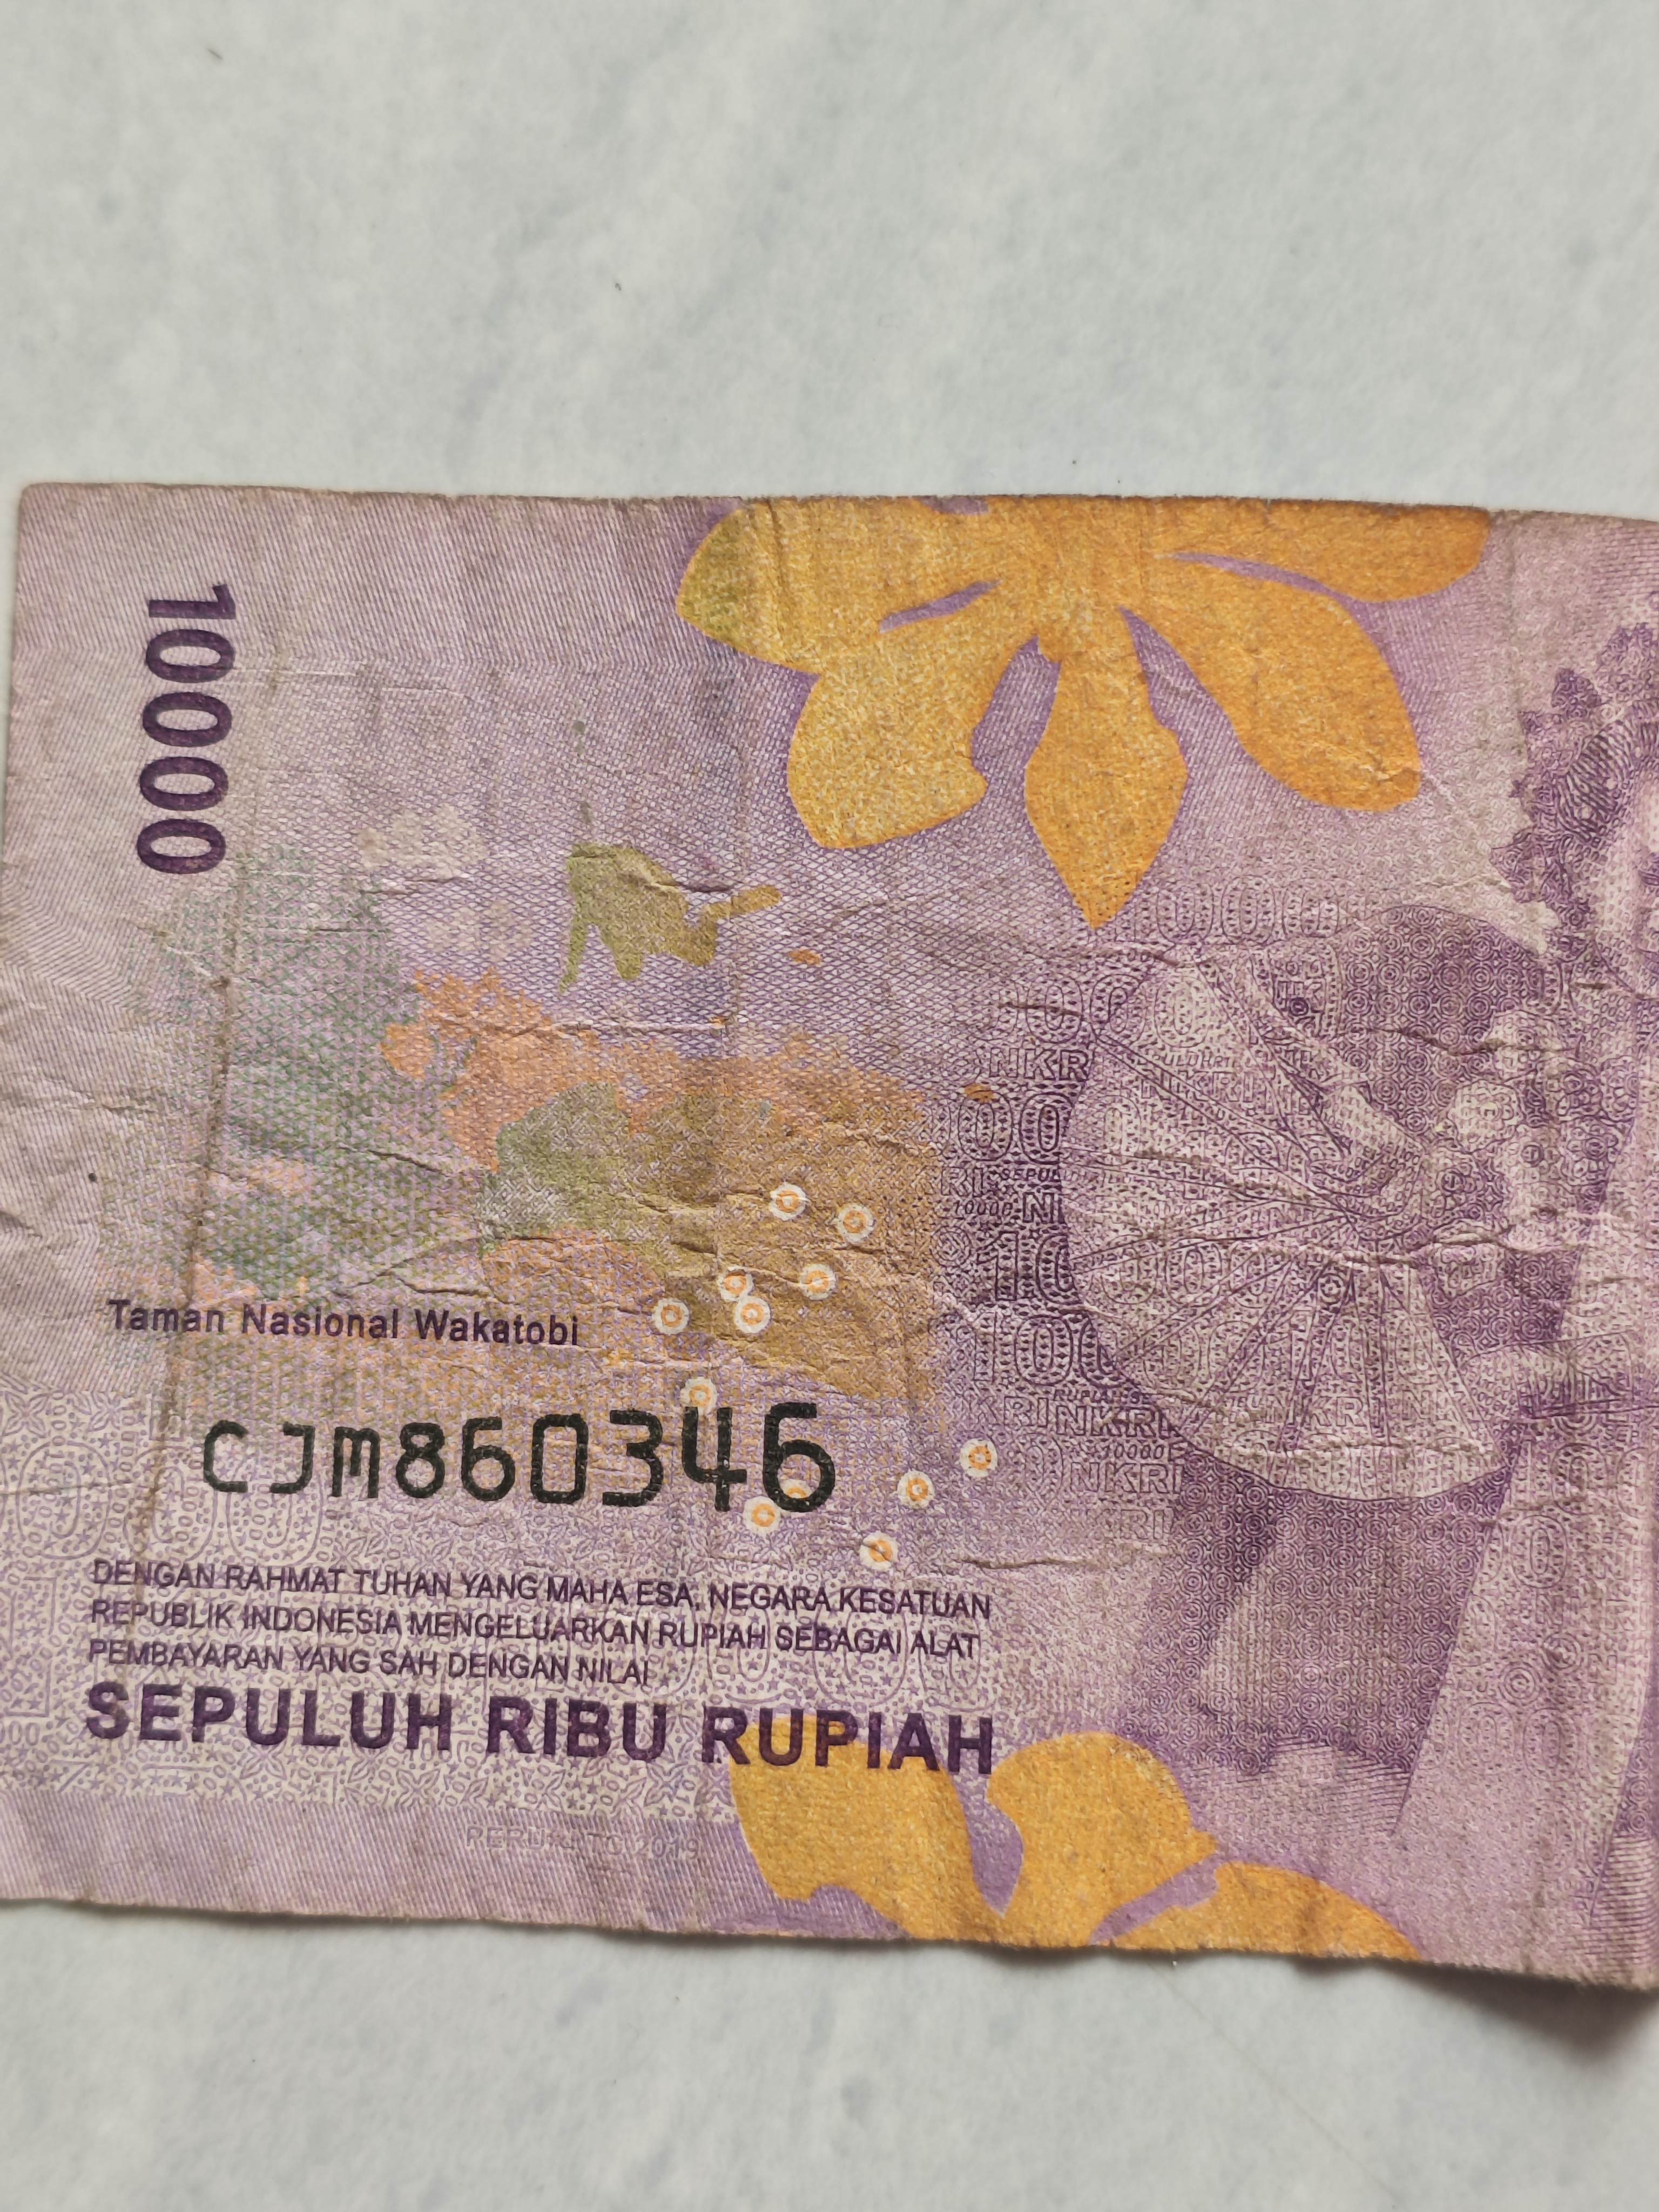 10000
Taman Nasional Wakatobi
CJM860346
DENGAN RAHMAT TUHAN YANG MAHA ESA, NEGARA KESATUAN
REPUBLIK INDONESIA MENGELUARKAN RUPIAH SEBAGAI ALAT
PEMBAYARAN YANG SAH DENGAN NILAI
SEPULUH RIBU RUPIAH